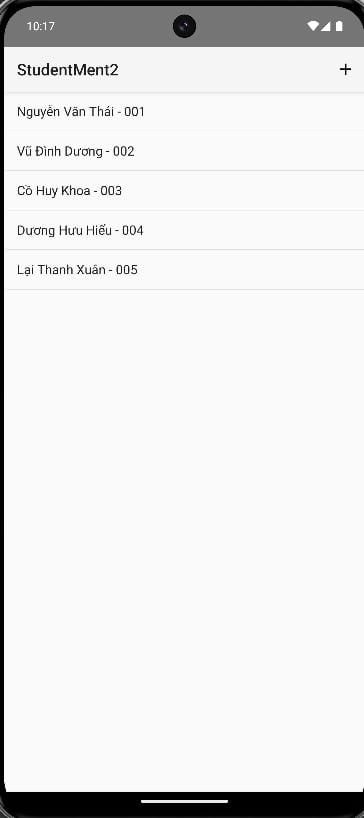 10:17
StudentMent2
+
Nguyễn Văn Thái - 001
Vũ Đình Dương - 002
Cồ Huy Khoa - 003
Dương Hưu Hiếu - 004
Lại Thanh Xuân - 005